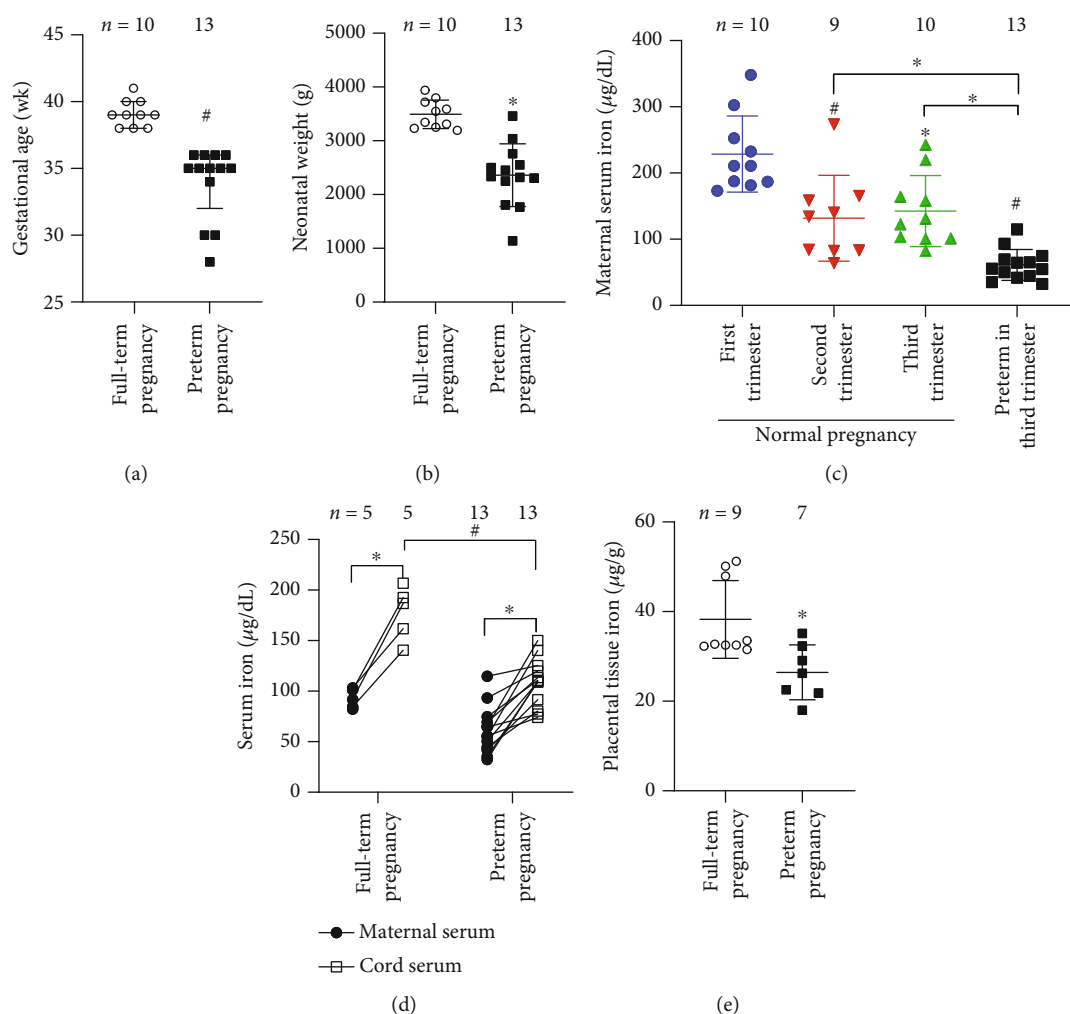 n = 10 13
Gestational age (wk)
45
40
35
30
25
#
Full-term pregnancy
Preterm pregnancy
(a)
n = 10 13
Neonatal weight (g)
5000
4000
3000
2000
1000
0
*
Full-term pregnancy
Preterm pregnancy
(b)
n = 10 9 10 13
Maternal serum iron (μg/dL)
400
300
200
100
0
*
*
#
*
#
First trimester
Second trimester
Third trimester
Preterm in third trimester
Normal pregnancy
(c)
n = 5 5 13 13
Serum iron (μg/dL)
250
200
150
100
50
0
*
#
*
Full-term pregnancy
Preterm pregnancy
Maternal serum
Cord serum
(d)
n = 9 7
Placental tissue iron (μg/g)
60
40
20
0
*
Full-term pregnancy
Preterm pregnancy
(e)